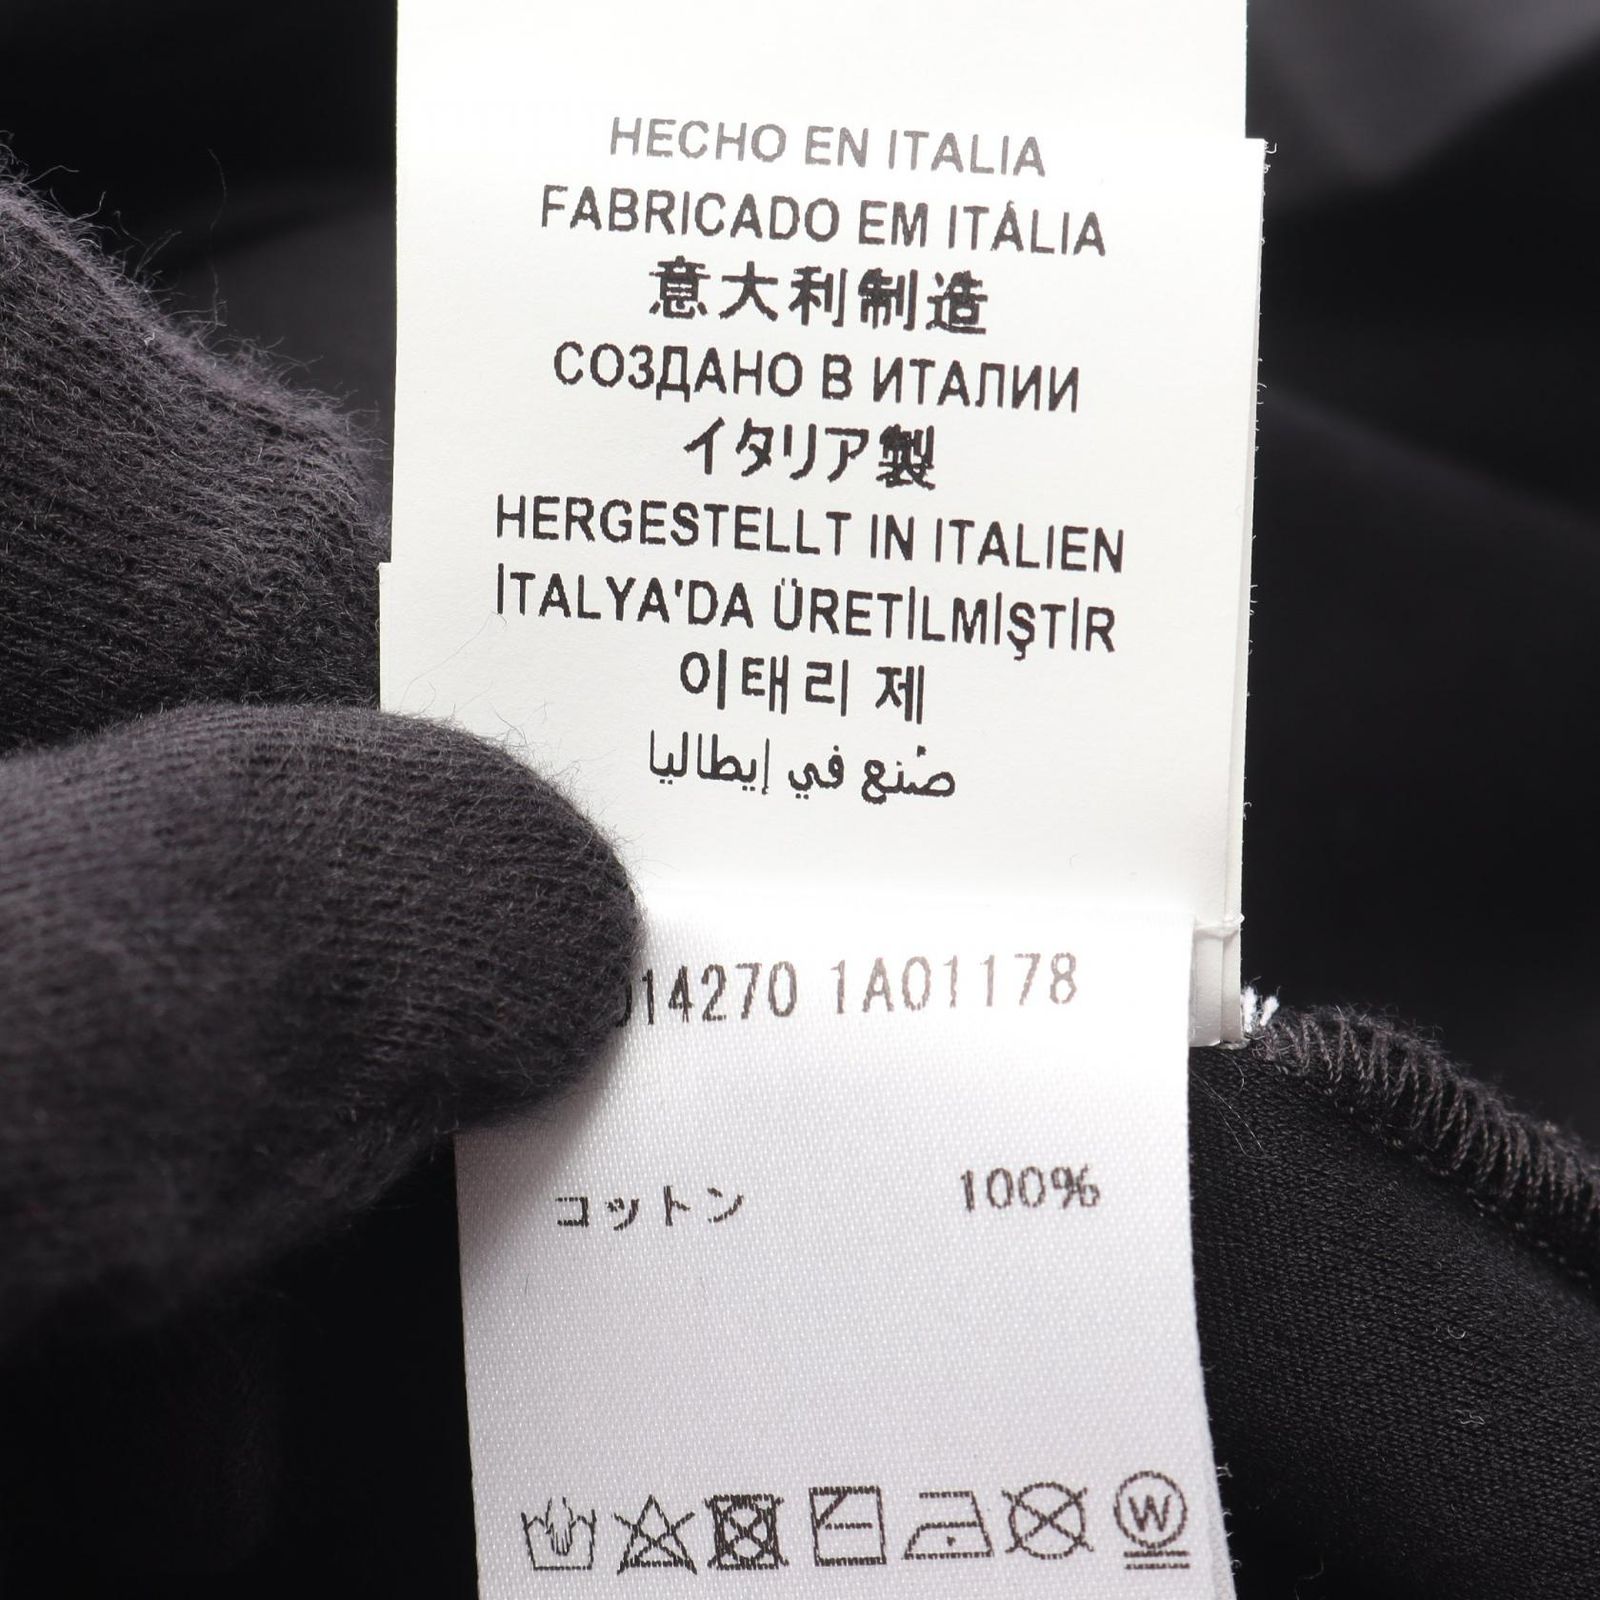 HECHO EN ITALIA
FABRICADO EM ITÁLIA
意大利制造
СОЗДАНО В ИТАЛИИ
イタリア製
HERGESTELLT IN ITALIEN
İTALYA'DA ÜRETİLMİŞTİR
이태리 제
صُنع في إيطاليا
014270 1A01178
コットン 100%
W